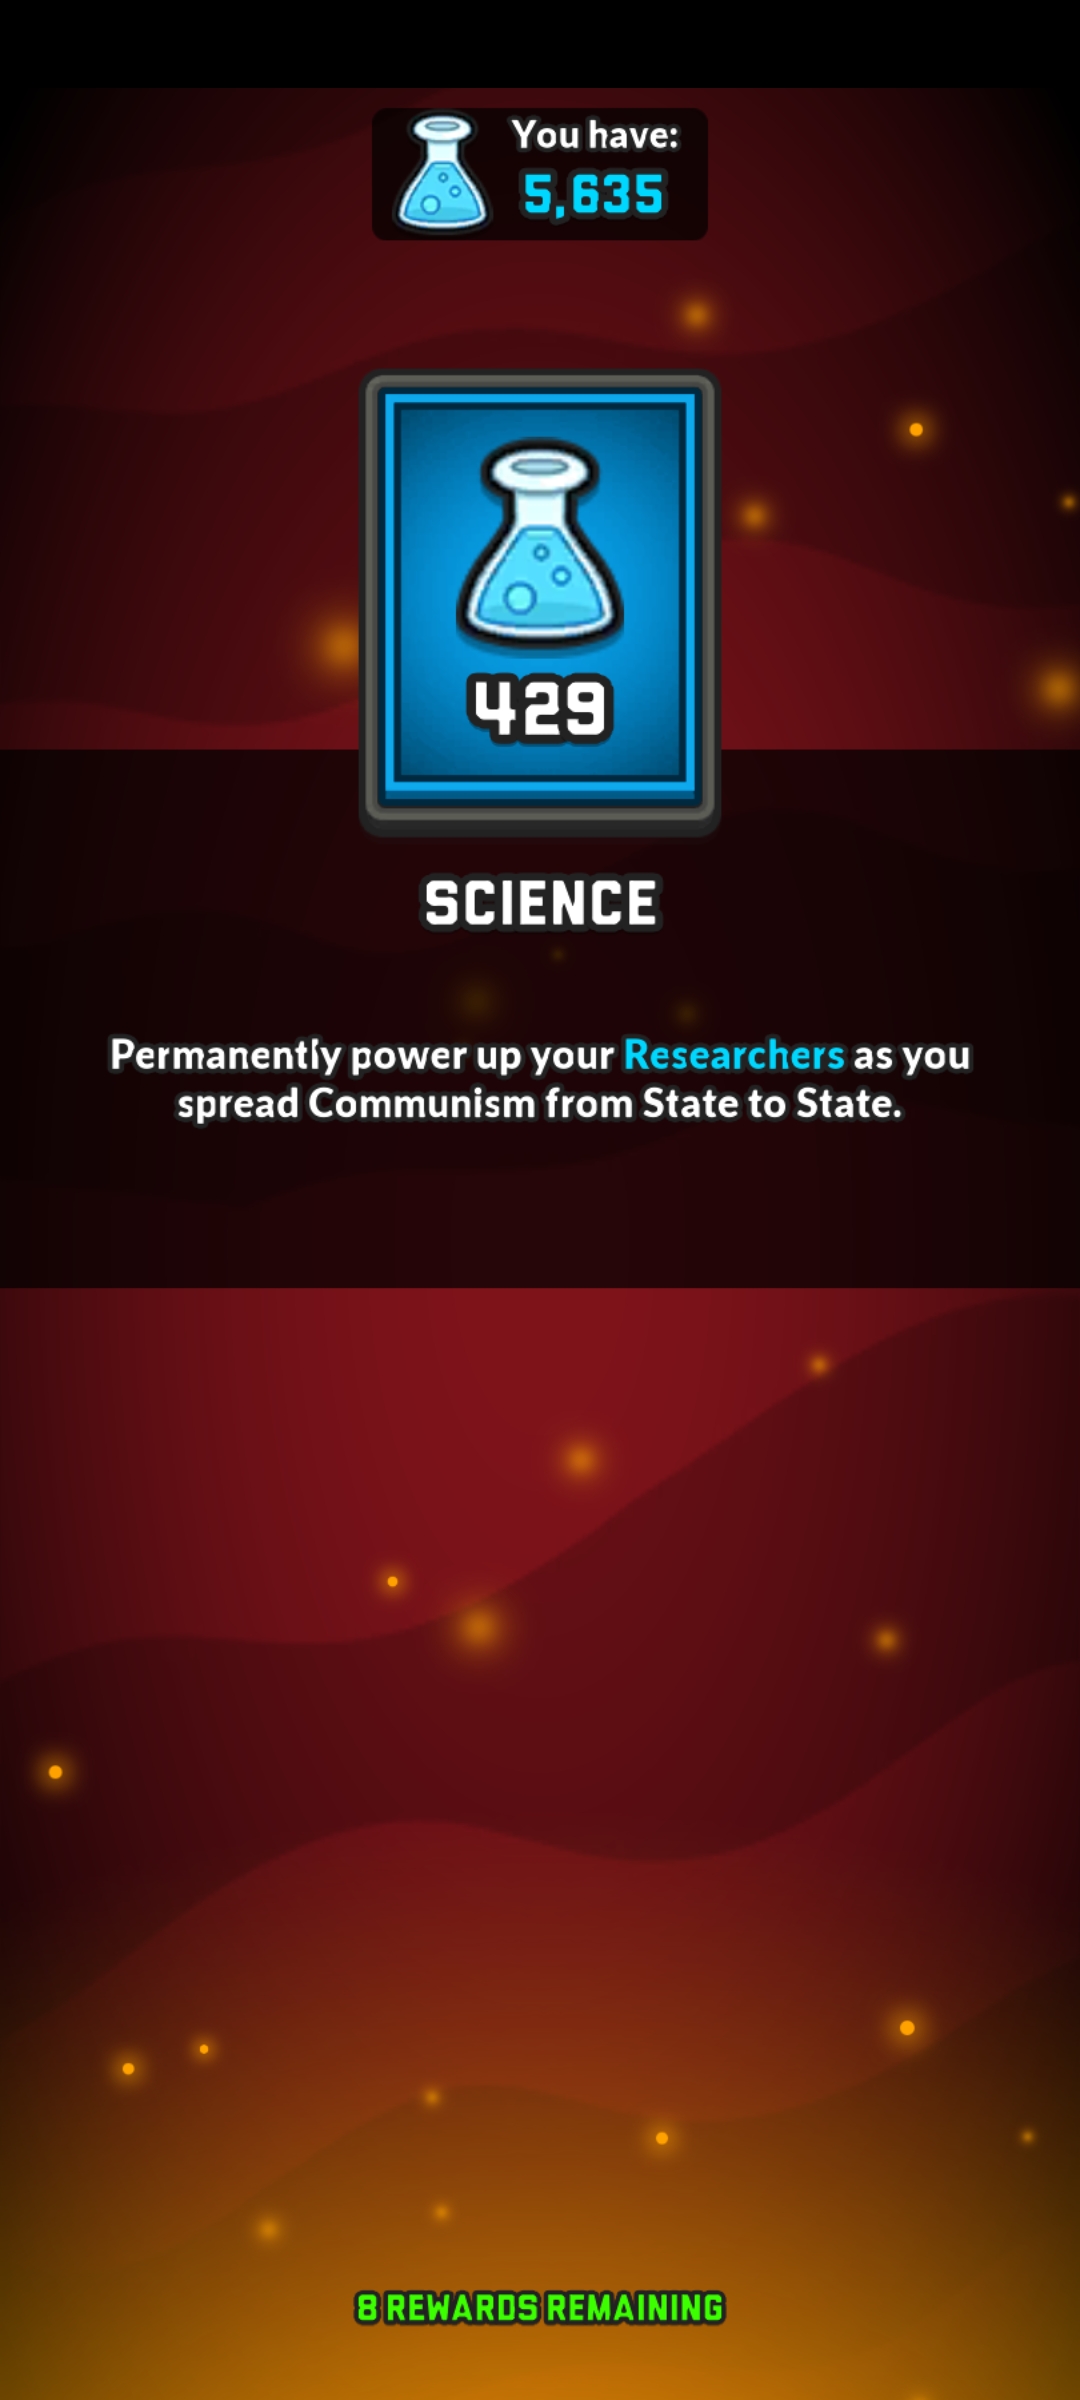 You have:
5,635
429
SCIENCE
Permanently power up your Researchers as you
spread Communism from State to State.
8 REWARDS REMAINING